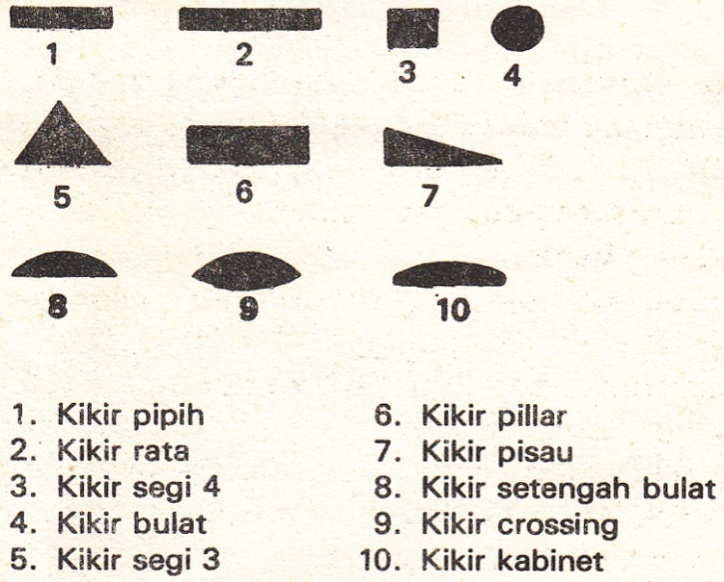 1 2 3 4
5 6 7
8 9 10
1. Kikir pipih
2. Kikir rata
3. Kikir segi 4
4. Kikir bulat
5. Kikir segi 3
6. Kikir pillar
7. Kikir pisau
8. Kikir setengah bulat
9. Kikir crossing
10. Kikir kabinet